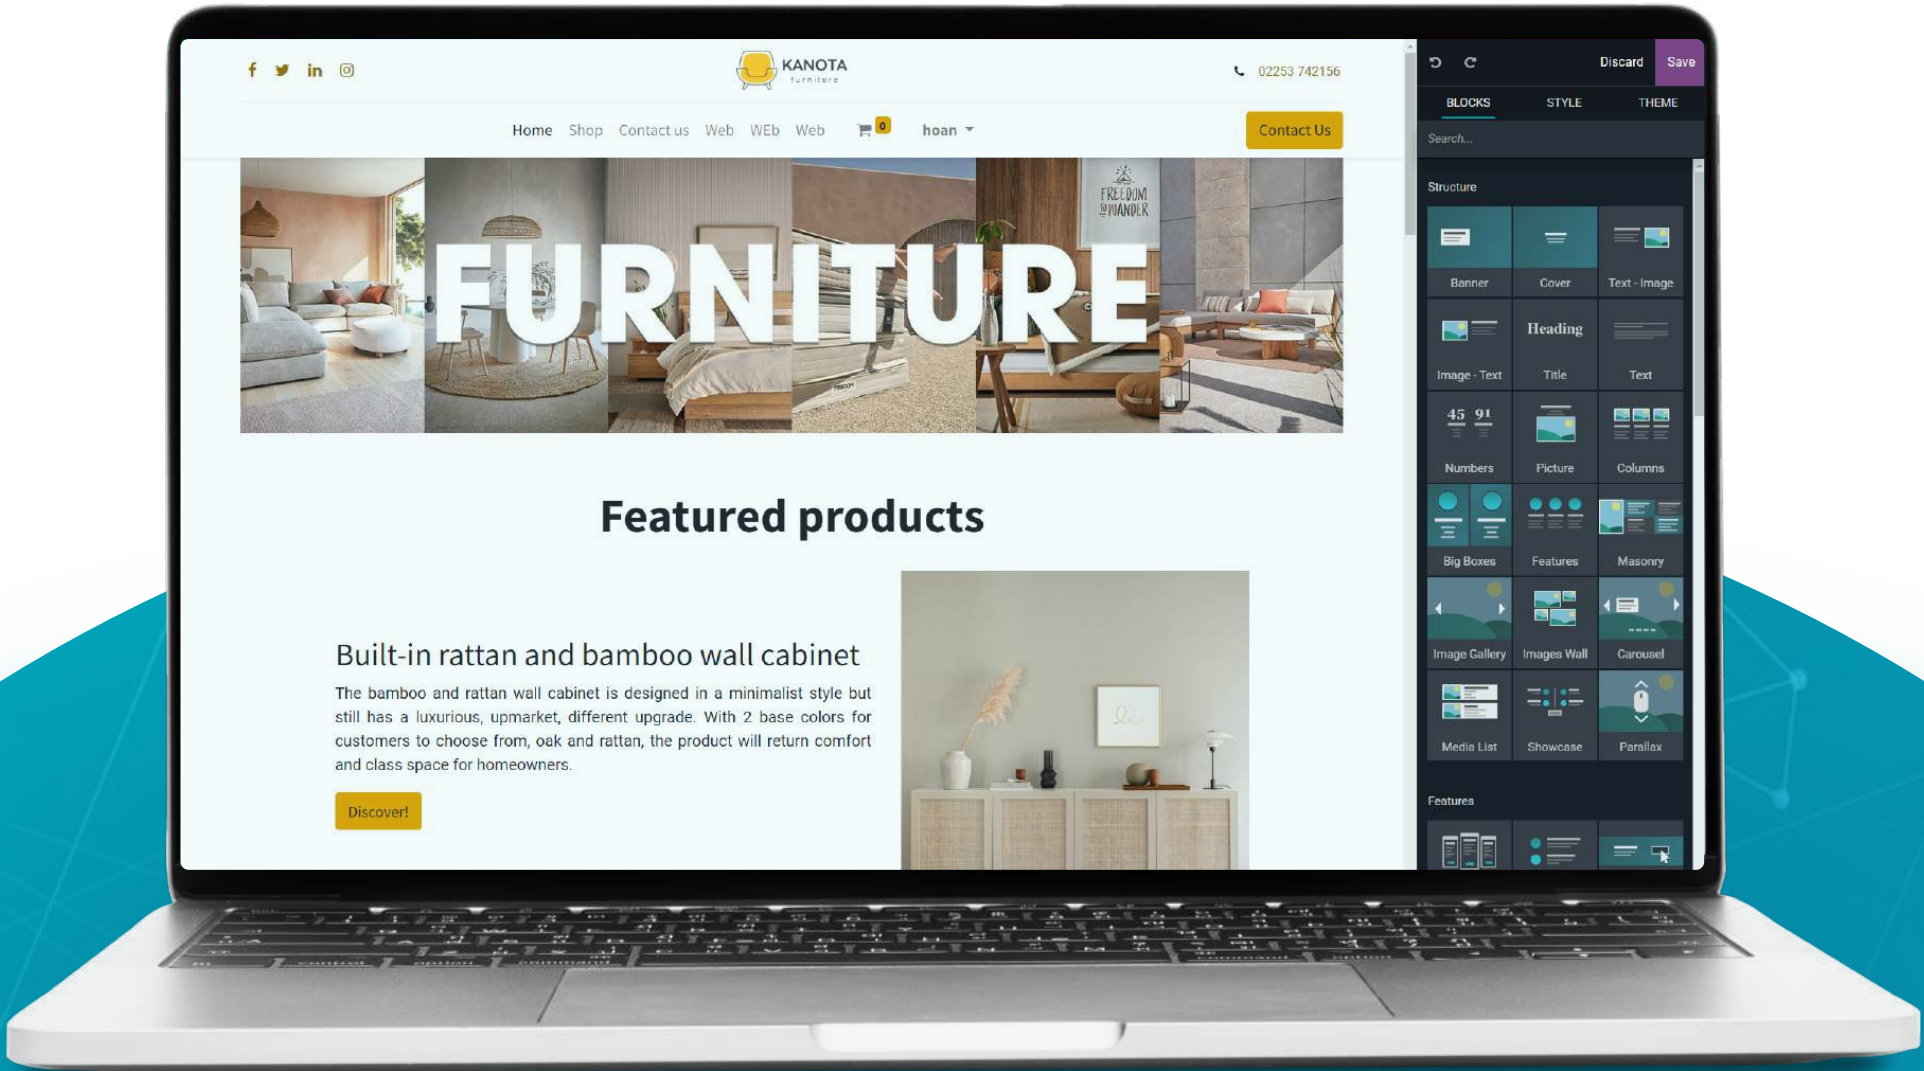 KANOTA
furniture
02253 742156
Home Shop Contact us Web WEb Web 0 hoan
Contact Us
FREEDOM
TO WANDER
FURNITURE
Featured products
Built-in rattan and bamboo wall cabinet
The bamboo and rattan wall cabinet is designed in a minimalist style but
still has a luxurious, upmarket, different upgrade. With 2 base colors for
customers to choose from, oak and rattan, the product will return comfort
and class space for homeowners.
Discover!
Discard Save
BLOCKS STYLE THEME
Search...
Structure
Banner Cover Text - Image
Heading
Image - Text Title Text
45 91
Numbers Picture Columns
Big Boxes Features Masonry
Image Gallery Images Wall Carousel
Media List Showcase Parallax
Features
control option command
command option